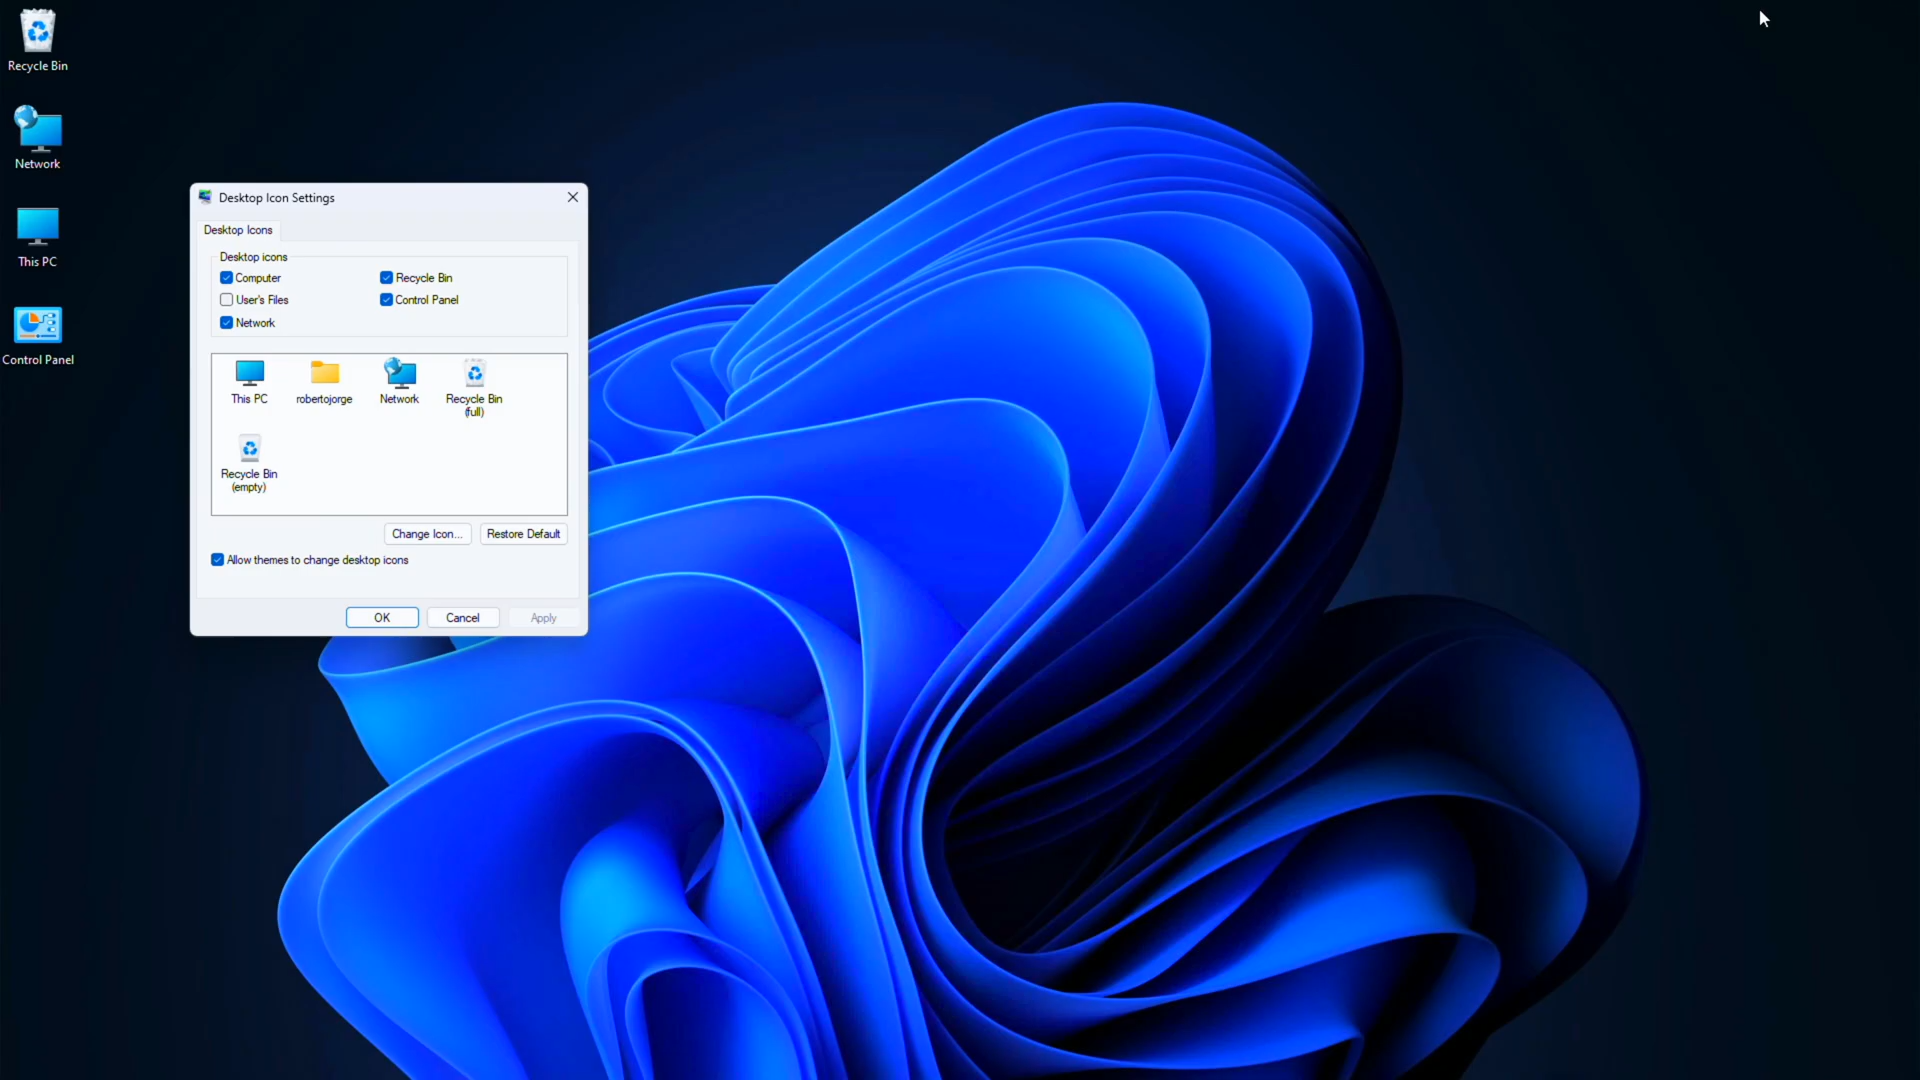 Recycle Bin
Network
This PC
Control Panel
Desktop Icon Settings
Desktop Icons
Desktop icons
Computer
Recycle Bin
User's Files
Control Panel
Network
This PC
robertojorge
Network
Recycle Bin
(full)
Recycle Bin
(empty)
Change Icon...
Restore Default
Allow themes to change desktop icons
OK
Cancel
Apply